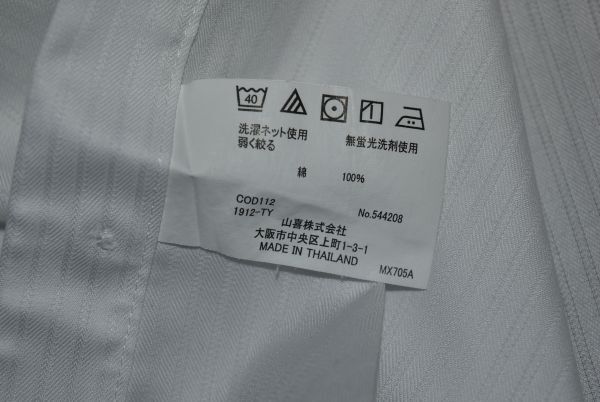 40
洗濯ネット使用 無蛍光洗剤使用
弱く絞る
綿 100%
COD112
1912-TY No.544208
山喜株式会社
大阪市中央区上町1-3-1
MADE IN THAILAND
MX705A